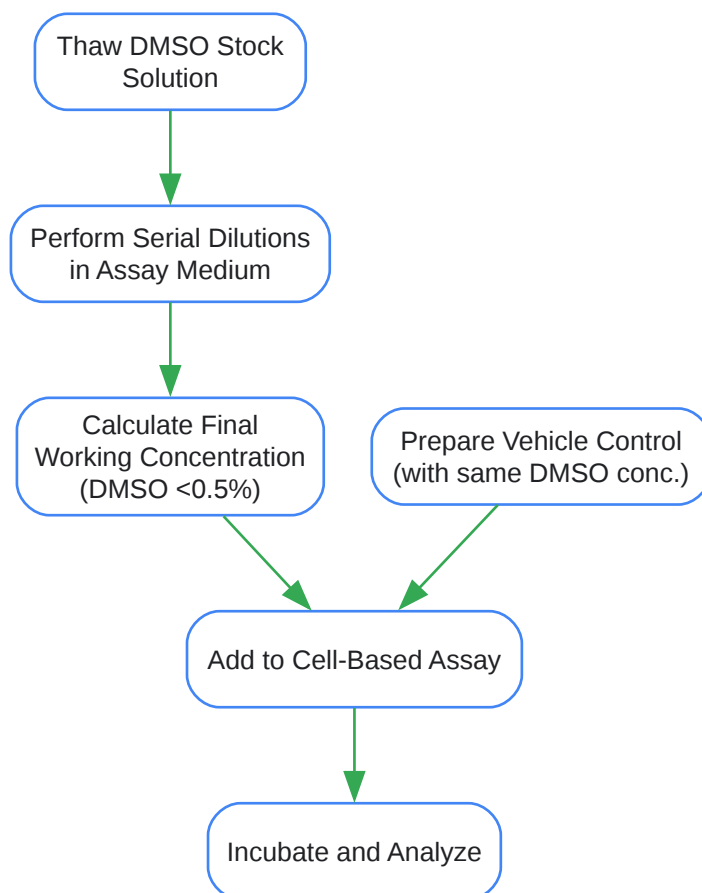 Thaw DMSO Stock
Solution
Perform Serial Dilutions
in Assay Medium
Calculate Final
Working Concentration
(DMSO <0.5%)
Prepare Vehicle Control
(with same DMSO conc.)
Add to Cell-Based Assay
Incubate and Analyze